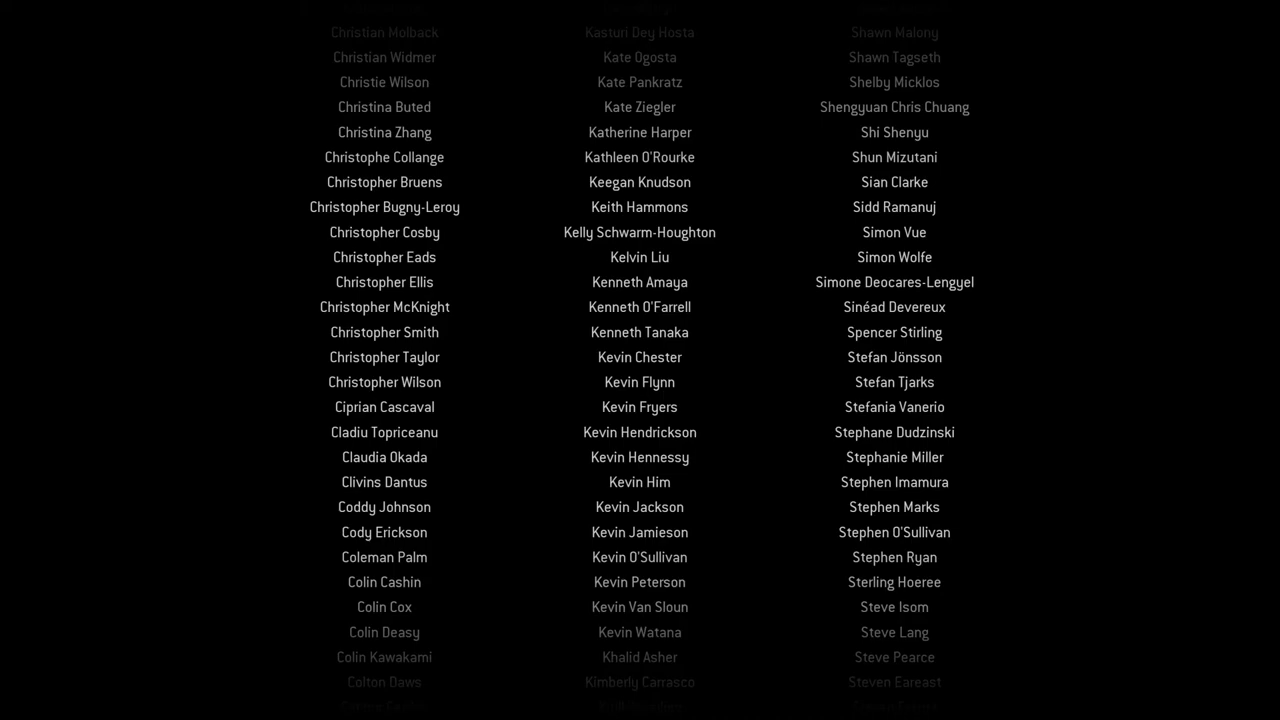 Christian Molback
Christian Widmer
Christie Wilson
Christina Buted
Christina Zhang
Christophe Collange
Christopher Bruens
Christopher Bugny-Leroy
Christopher Cosby
Christopher Eads
Christopher Ellis
Christopher McKnight
Christopher Smith
Christopher Taylor
Christopher Wilson
Ciprian Cascaval
Cladiu Topriceanu
Claudia Okada
Clivins Dantus
Coddy Johnson
Cody Erickson
Coleman Palm
Colin Cashin
Colin Cox
Colin Deasy
Colin Kawakami
Colton Daws
Kasturi Dey Hosta
Kate Ogosta
Kate Pankratz
Kate Ziegler
Katherine Harper
Kathleen O'Rourke
Keegan Knudson
Keith Hammons
Kelly Schwarm-Houghton
Kelvin Liu
Kenneth Amaya
Kenneth O'Farrell
Kenneth Tanaka
Kevin Chester
Kevin Flynn
Kevin Fryers
Kevin Hendrickson
Kevin Hennessy
Kevin Him
Kevin Jackson
Kevin Jamieson
Kevin O'Sullivan
Kevin Peterson
Kevin Van Sloun
Kevin Watana
Khalid Asher
Kimberly Carrasco
Shawn Malony
Shawn Tagseth
Shelby Micklos
Shengyuan Chris Chuang
Shi Shenyu
Shun Mizutani
Sian Clarke
Sidd Ramanuj
Simon Vue
Simon Wolfe
Simone Deocares-Lengyel
Sinéad Devereux
Spencer Stirling
Stefan Jönsson
Stefan Tjarks
Stefania Vanerio
Stephane Dudzinski
Stephanie Miller
Stephen Imamura
Stephen Marks
Stephen O'Sullivan
Stephen Ryan
Sterling Hoeree
Steve Isom
Steve Lang
Steve Pearce
Steven Eareast